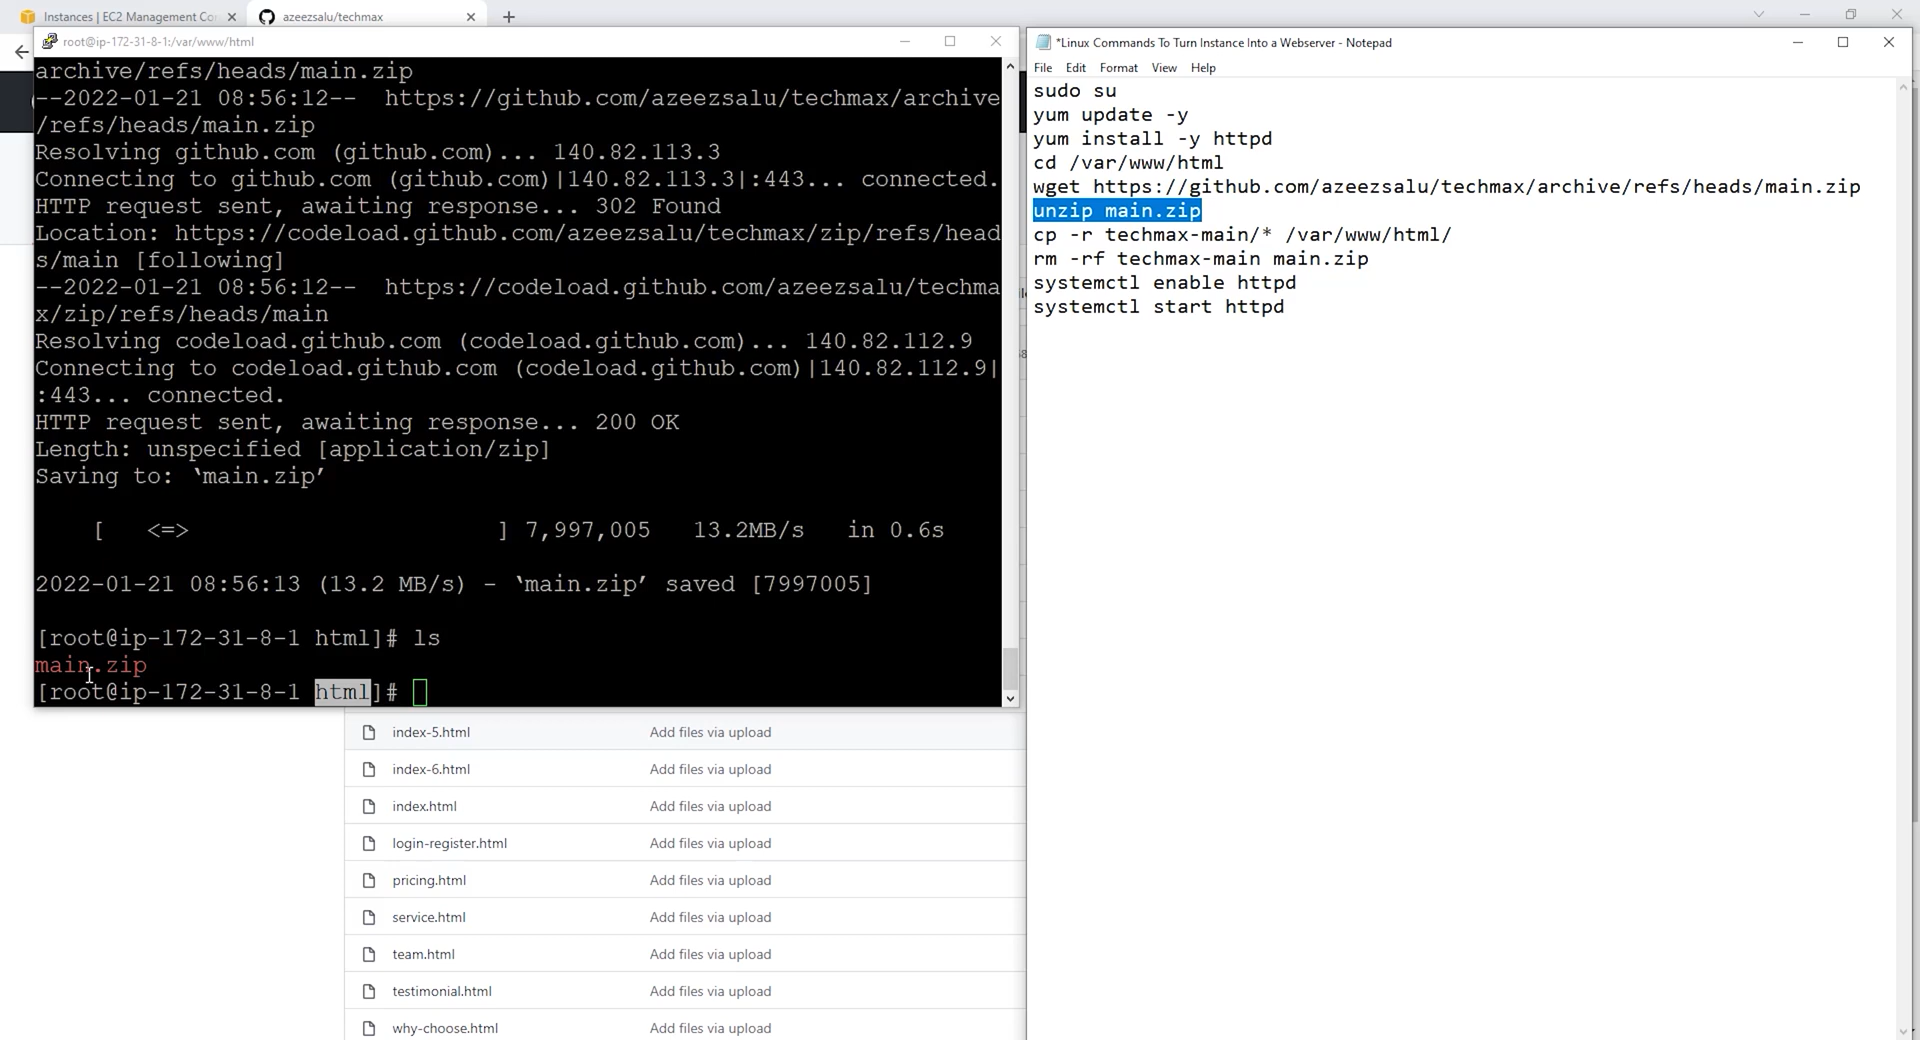 Instances | EC2 Management Con
azeezsalu/techmax
root@ip-172-31-8-1:/var/www/html
archive/refs/heads/main.zip
--2022-01-21 08:56:12--  https://github.com/azeezsalu/techmax/archive
/refs/heads/main.zip
Resolving github.com (github.com)... 140.82.113.3
Connecting to github.com (github.com)|140.82.113.3|:443... connected.
HTTP request sent, awaiting response... 302 Found
Location: https://codeload.github.com/azeezsalu/techmax/zip/refs/head
s/main [following]
--2022-01-21 08:56:12--  https://codeload.github.com/azeezsalu/techma
x/zip/refs/heads/main
Resolving codeload.github.com (codeload.github.com)... 140.82.112.9
Connecting to codeload.github.com (codeload.github.com)|140.82.112.9|
:443... connected.
HTTP request sent, awaiting response... 200 OK
Length: unspecified [application/zip]
Saving to: ‘main.zip’
[   <=>                      ] 7,997,005   13.2MB/s   in 0.6s
2022-01-21 08:56:13 (13.2 MB/s) - ‘main.zip’ saved [7997005]
[root@ip-172-31-8-1 html]# ls
main.zip
[root@ip-172-31-8-1 html]#
index-5.html Add files via upload
index-6.html Add files via upload
index.html Add files via upload
login-register.html Add files via upload
pricing.html Add files via upload
service.html Add files via upload
team.html Add files via upload
testimonial.html Add files via upload
why-choose.html Add files via upload
*Linux Commands To Turn Instance Into a Webserver - Notepad
File Edit Format View Help
sudo su
yum update -y
yum install -y httpd
cd /var/www/html
wget https://github.com/azeezsalu/techmax/archive/refs/heads/main.zip
unzip main.zip
cp -r techmax-main/* /var/www/html/
rm -rf techmax-main main.zip
systemctl enable httpd
systemctl start httpd